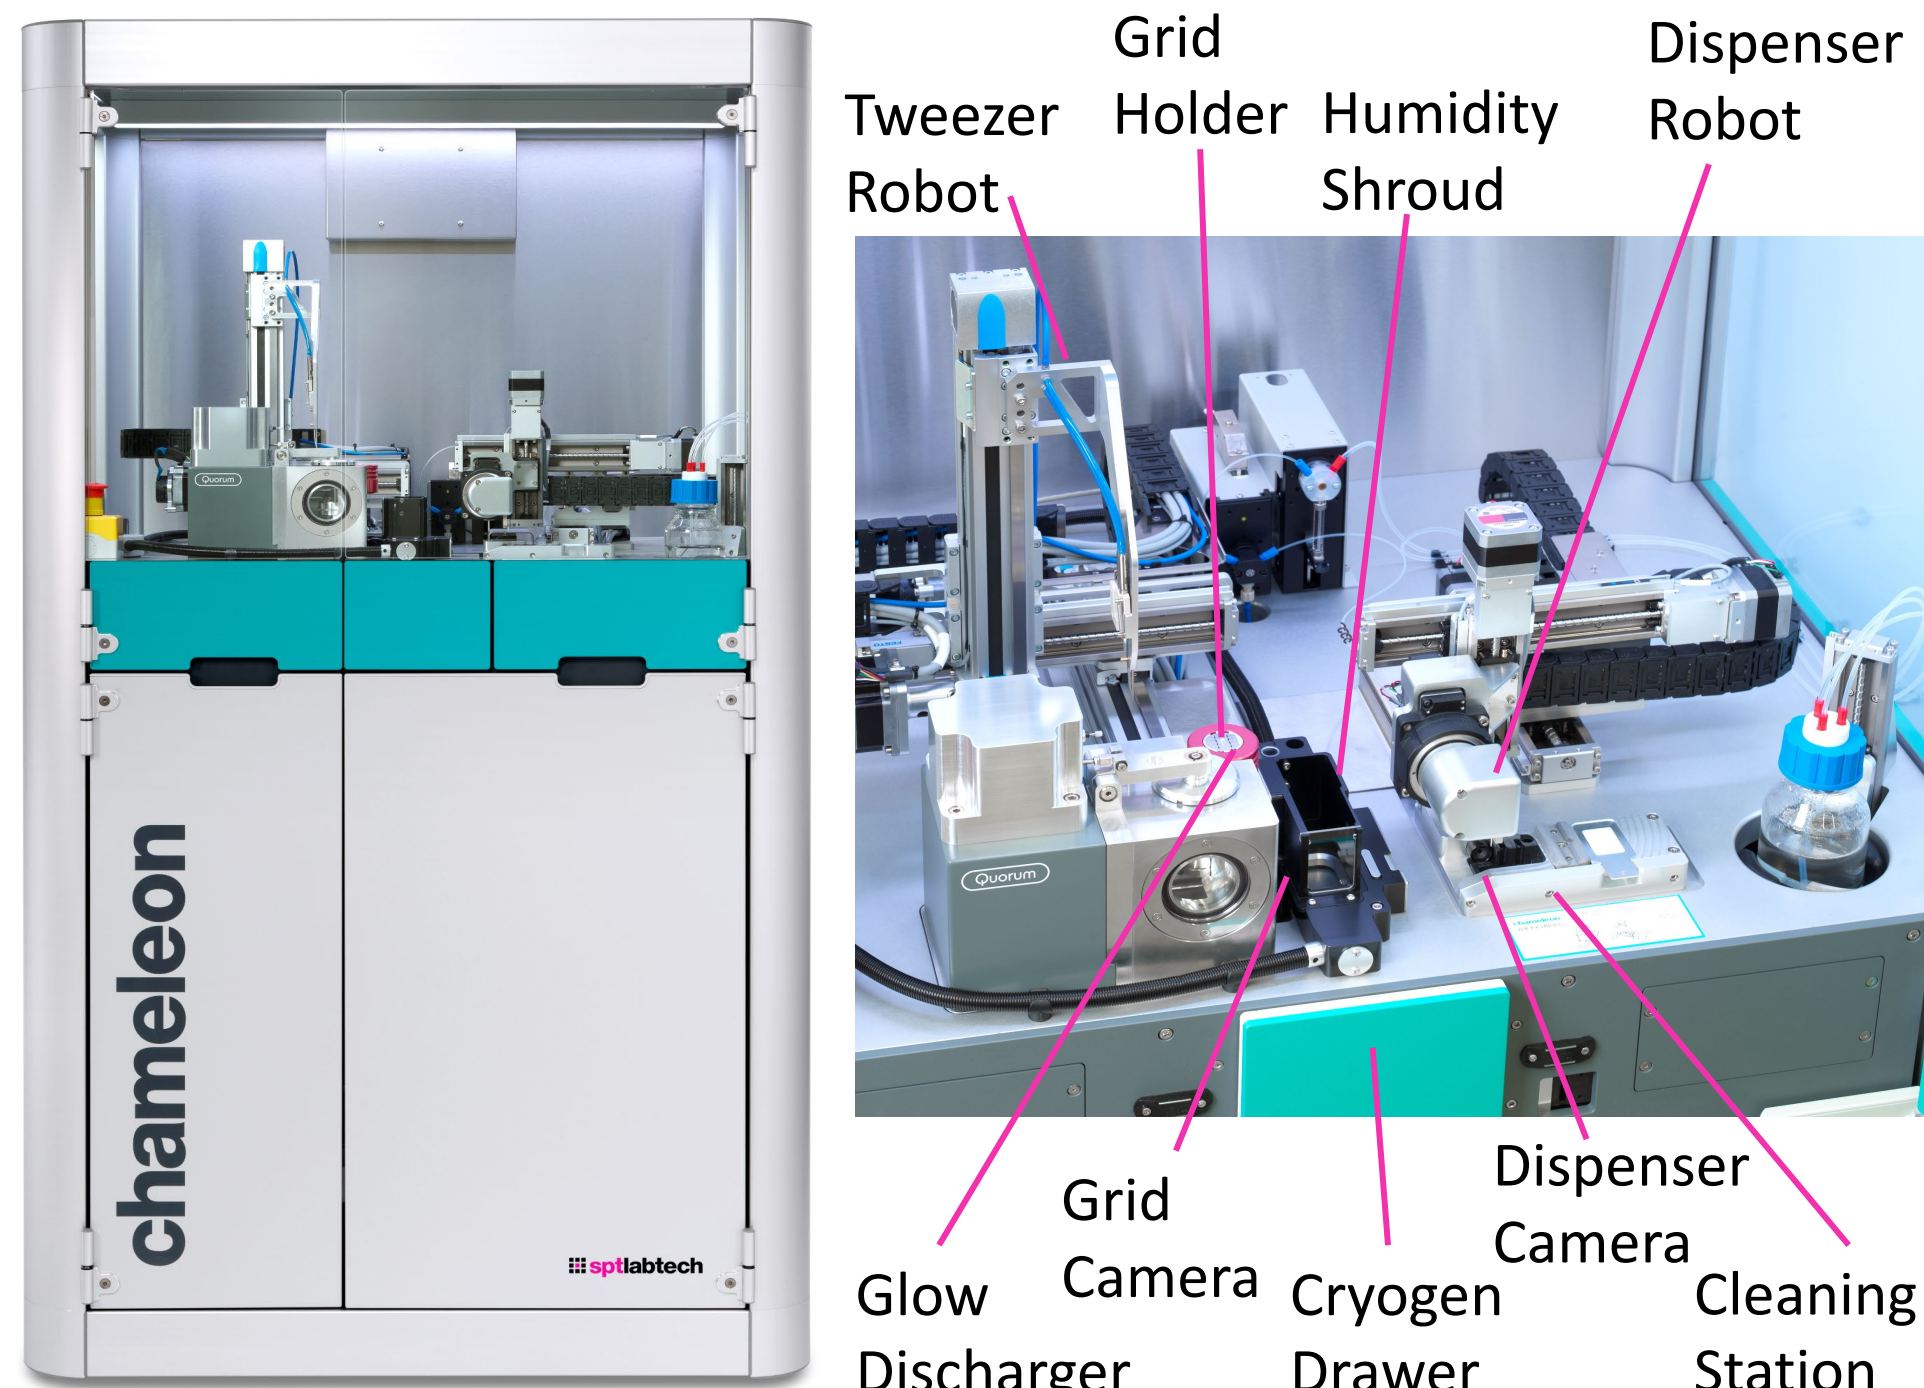 Grid
Holder
Dispenser
Robot
Tweezer
Robot
Humidity
Shroud
Quorum
chameleon
sptlabtech
Quorum
chameleon
Grid
Camera
Dispenser
Camera
Glow
Discharger
Cryogen
Drawer
Cleaning
Station